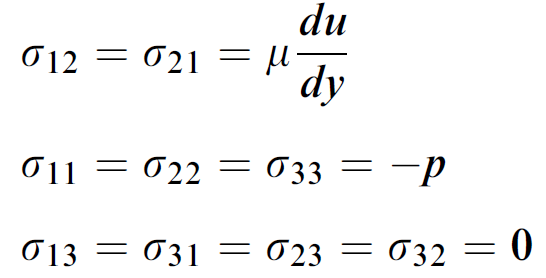 σ₁₂ = σ₂₁ = μ du/dy
σ₁₁ = σ₂₂ = σ₃₃ = −p
σ₁₃ = σ₃₁ = σ₂₃ = σ₃₂ = 0